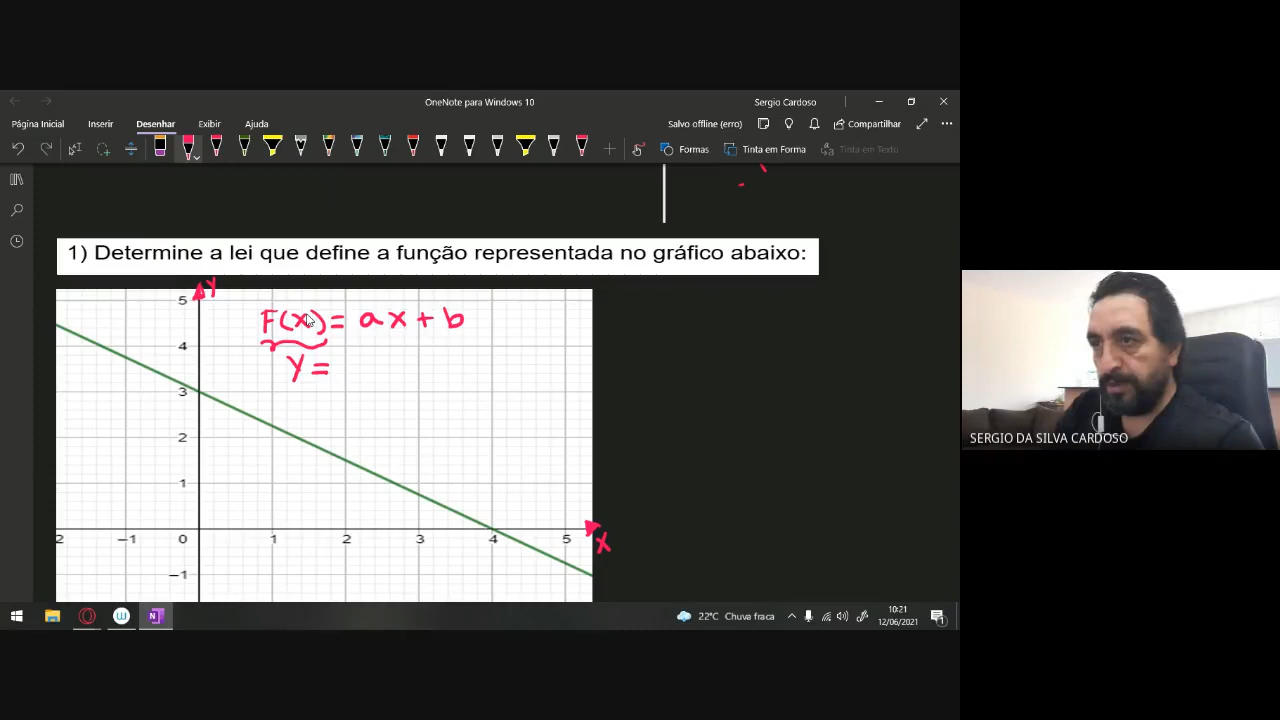 OneNote para Windows 10
Sergio Cardoso
Página Inicial Inserir Desenhar Exibir Ajuda
Salvo offline (erro) Compartilhar
Formas Tinta em Forma Tinta em Texto
1) Determine a lei que define a função representada no gráfico abaixo:
y
5
F(x) = ax + b
4
y =
3
2
1
2 −1 0 1 2 3 4 5
x
−1
SERGIO DA SILVA CARDOSO
22°C Chuva fraca
10:21
12/06/2021